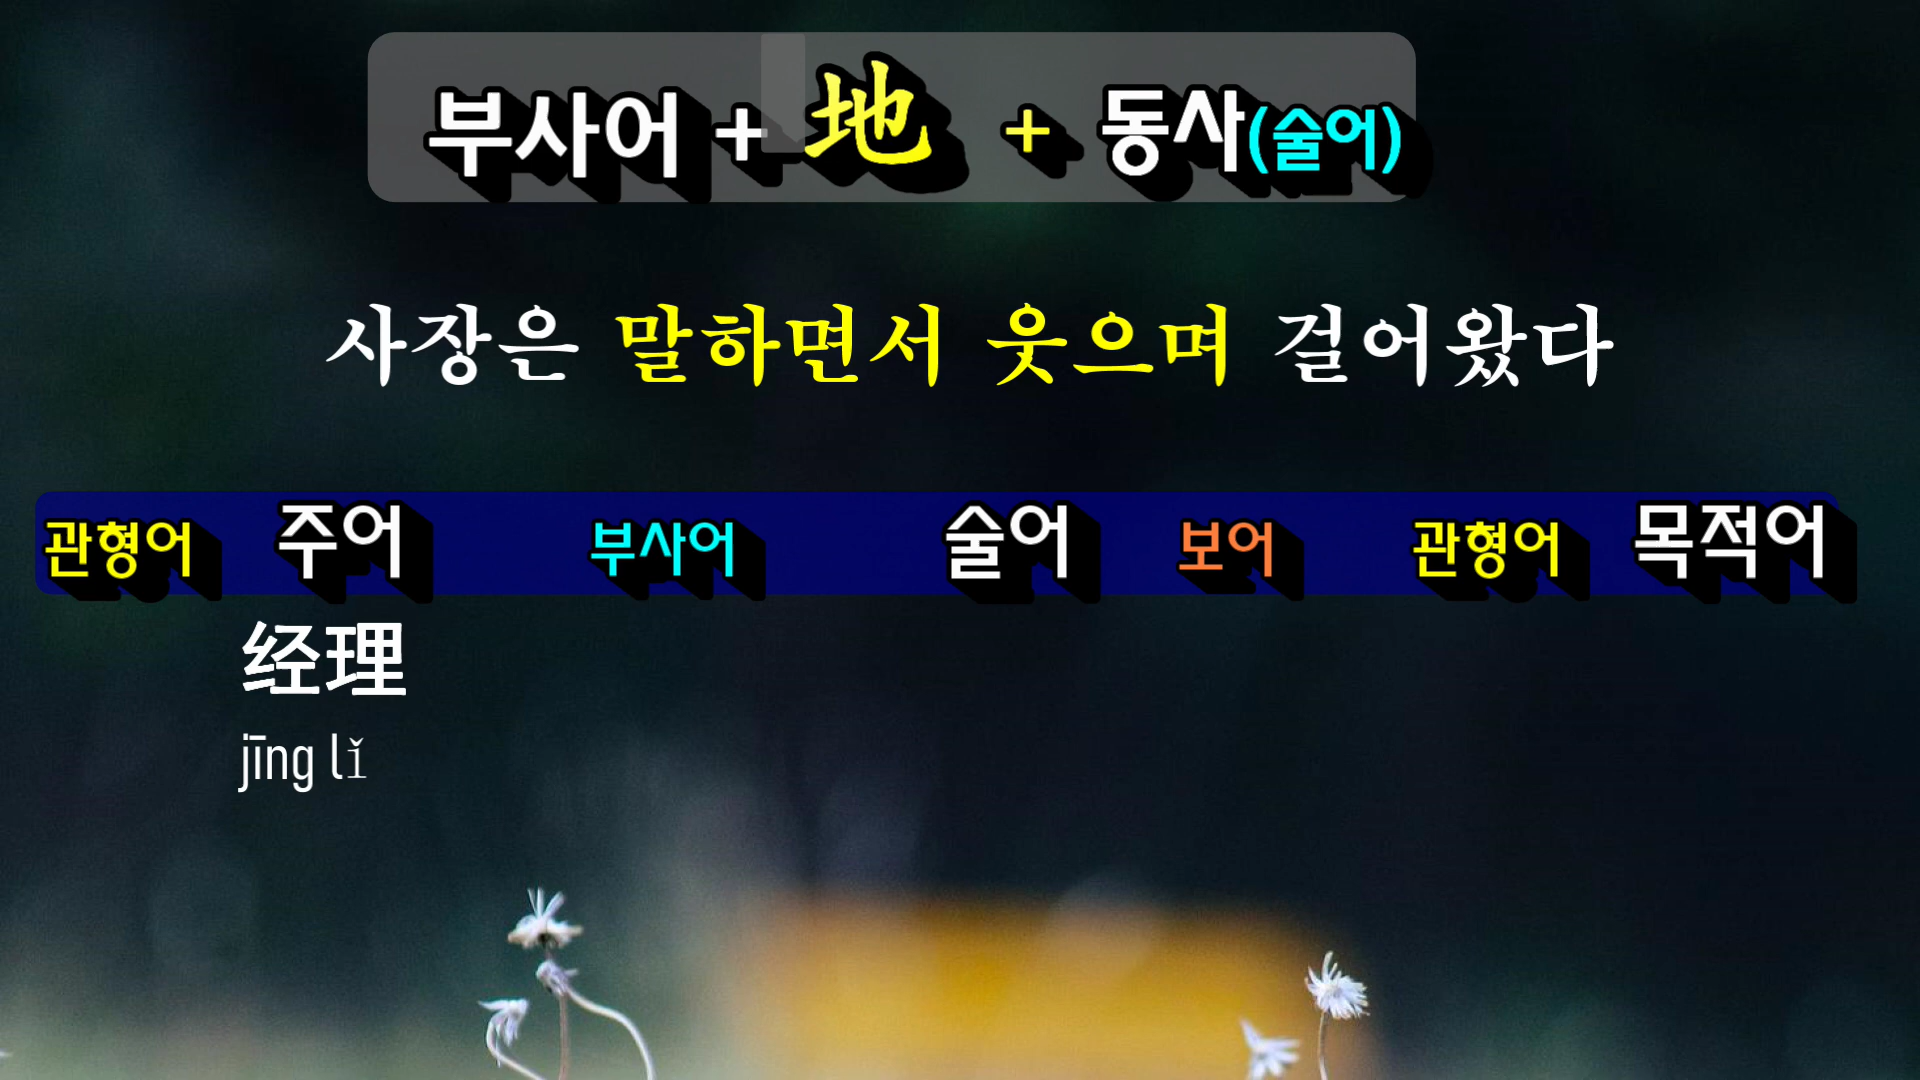 부사어 + 地 + 동사(술어)
사장은 말하면서 웃으며 걸어왔다
관형어 주어 부사어 술어 보어 관형어 목적어
经理
jīng lǐ